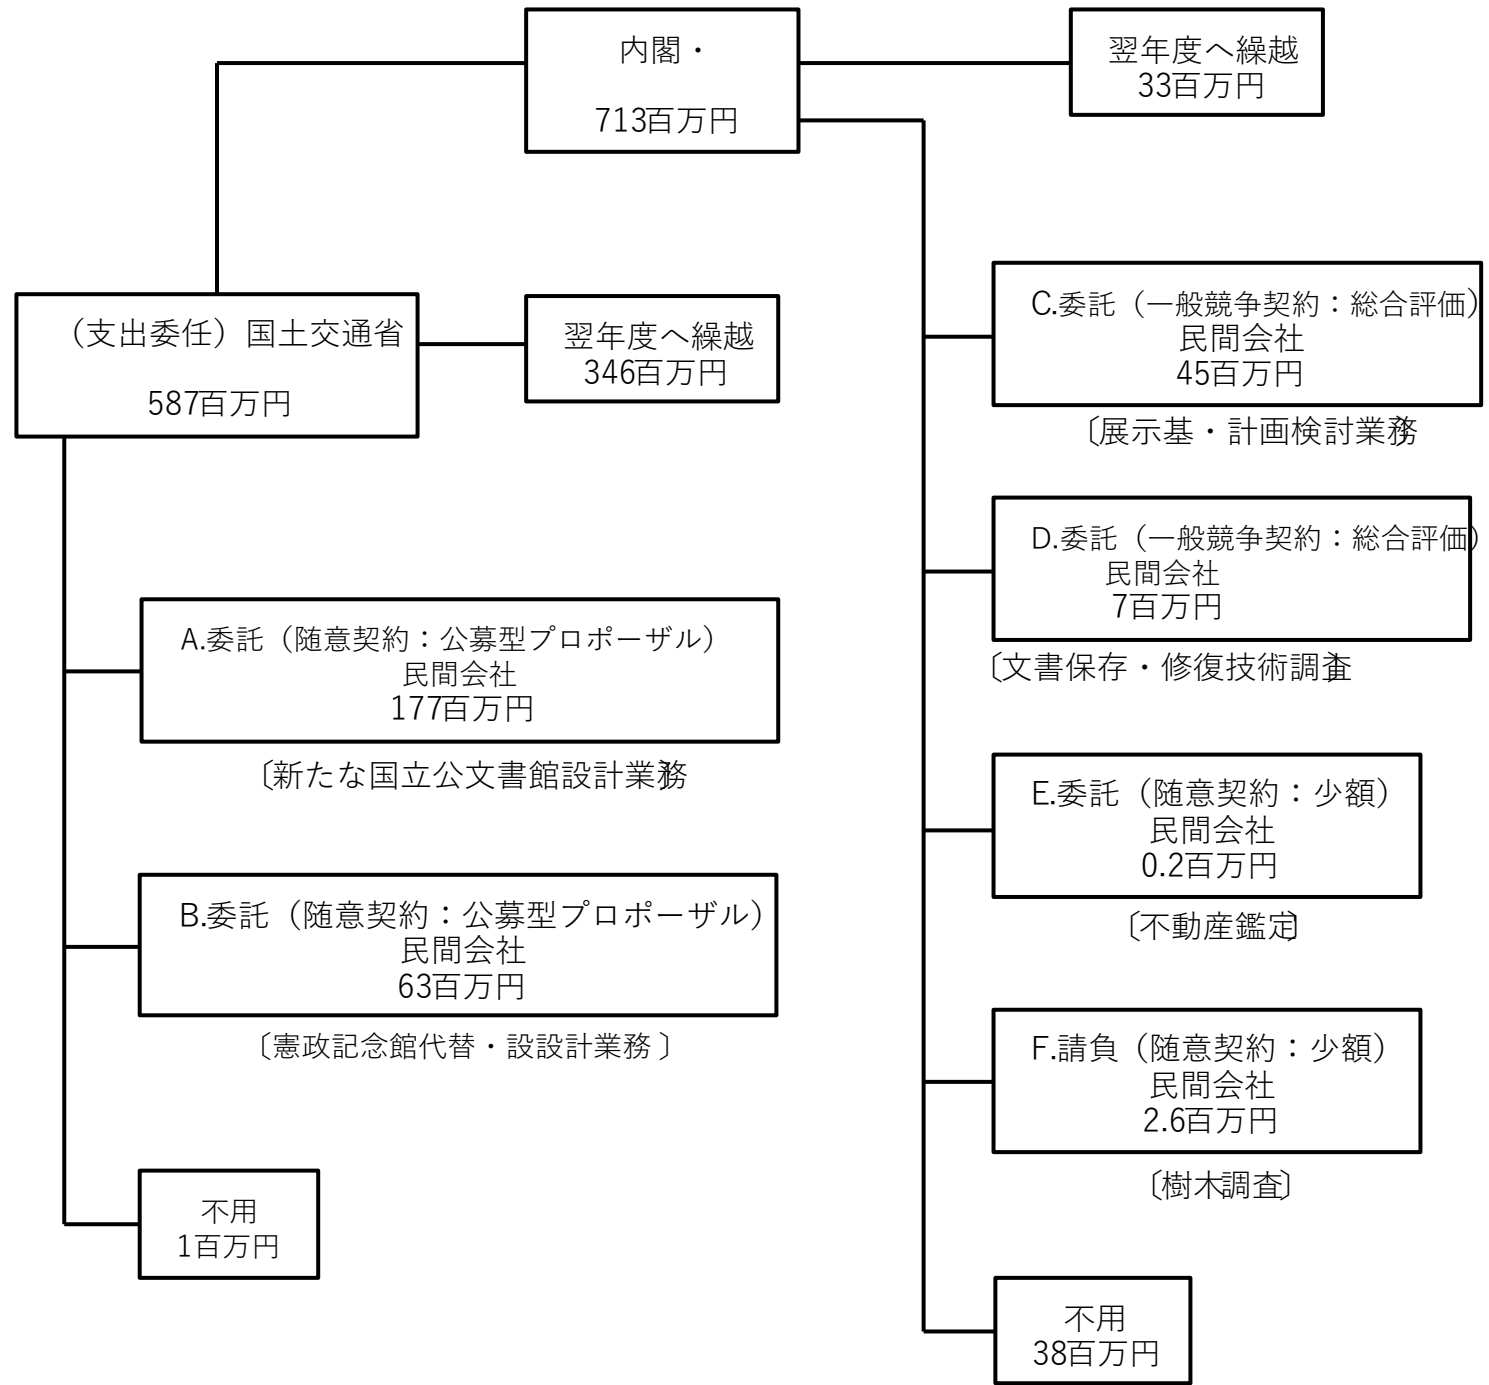 内閣・
713百万円
翌年度へ繰越
33百万円
（支出委任）国土交通省
587百万円
翌年度へ繰越
346百万円
A.委託（随意契約：公募型プロポーザル）
民間会社
177百万円
〔新たな国立公文書館設計業務〕
B.委託（随意契約：公募型プロポーザル）
民間会社
63百万円
〔憲政記念館代替・設設計業務〕
不用
1百万円
C.委託（一般競争契約：総合評価）
民間会社
45百万円
〔展示基・計画検討業務〕
D.委託（一般競争契約：総合評価）
民間会社
7百万円
〔文書保存・修復技術調査〕
E.委託（随意契約：少額）
民間会社
0.2百万円
〔不動産鑑定〕
F.請負（随意契約：少額）
民間会社
2.6百万円
〔樹木調査〕
不用
38百万円